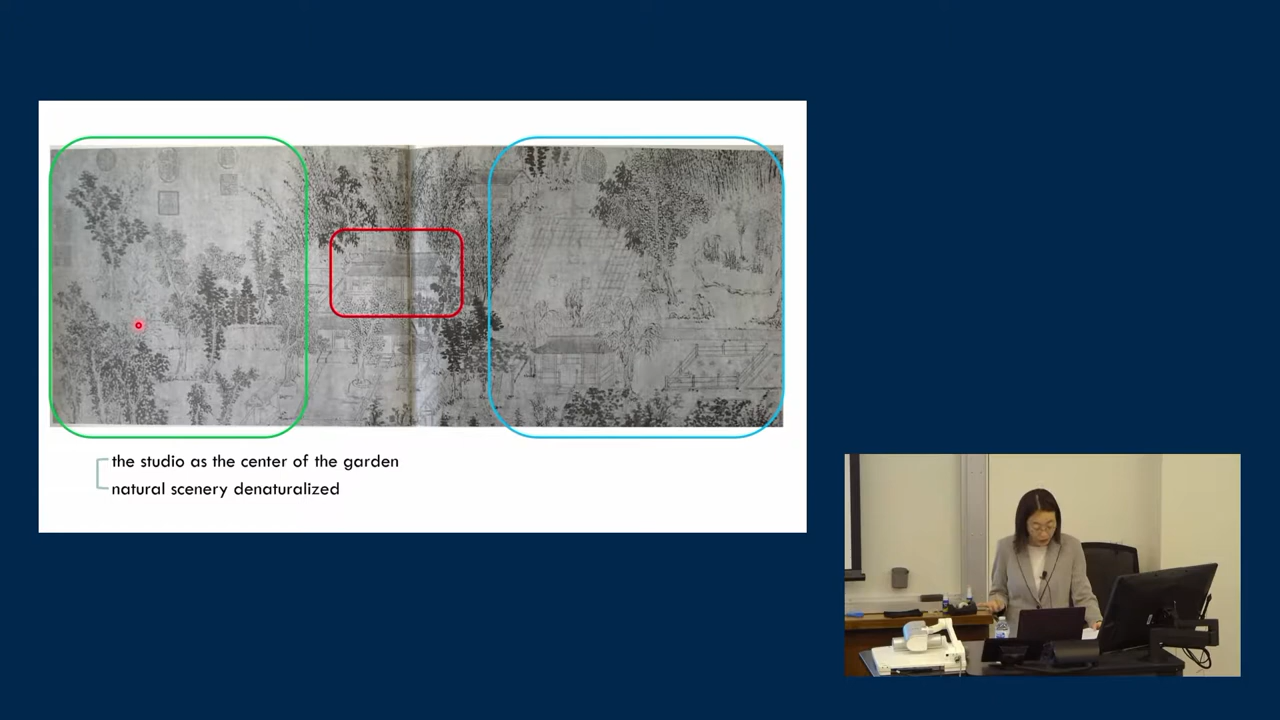 the studio as the center of the garden
natural scenery denaturalized